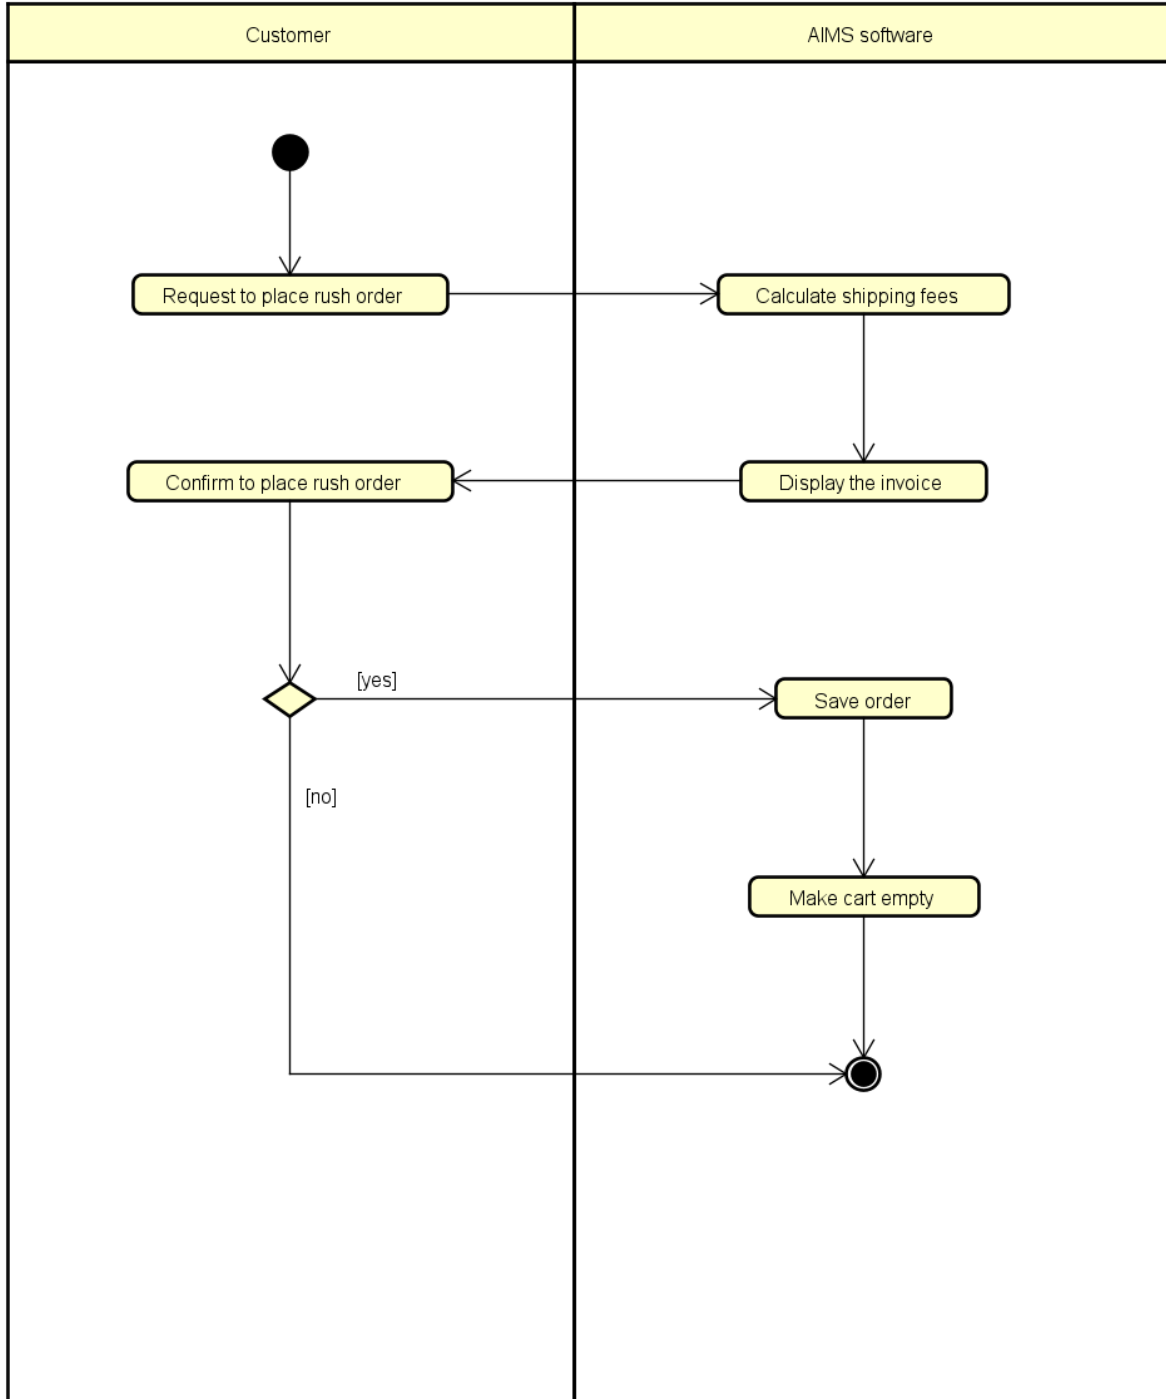 Customer
AIMS software
Request to place rush order
Calculate shipping fees
Confirm to place rush order
Display the invoice
[yes]
Save order
[no]
Make cart empty